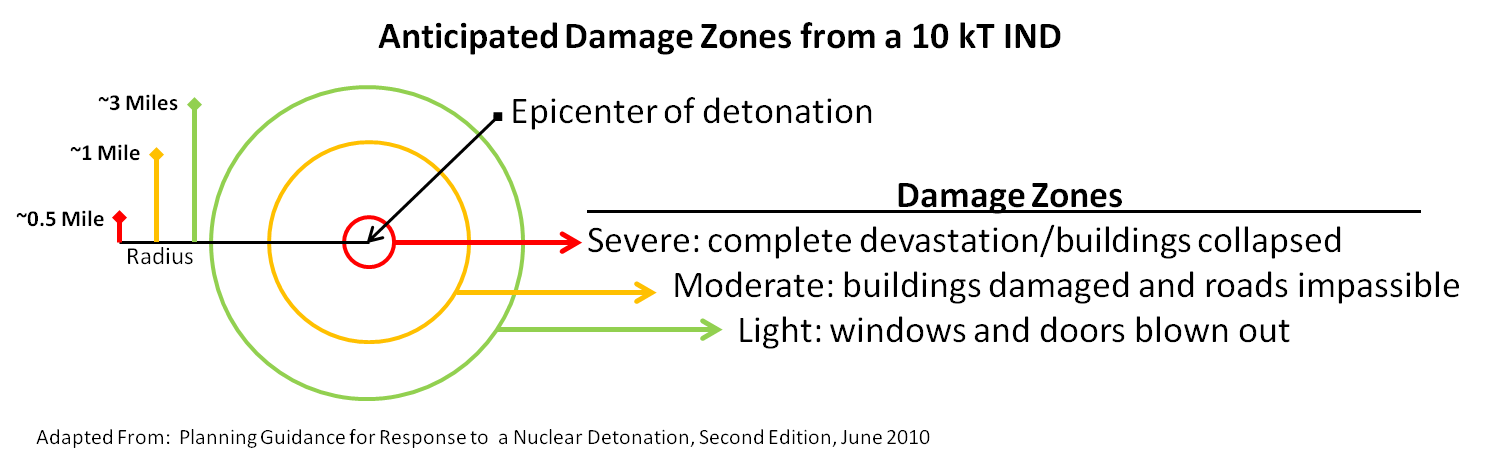 Anticipated Damage Zones from a 10 kT IND
~3 Miles
Epicenter of detonation
~1 Mile
Damage Zones
~0.5 Mile
Severe: complete devastation/buildings collapsed
Radius
Moderate: buildings damaged and roads impassible
Light: windows and doors blown out
Adapted From: Planning Guidance for Response to a Nuclear Detonation, Second Edition, June 2010